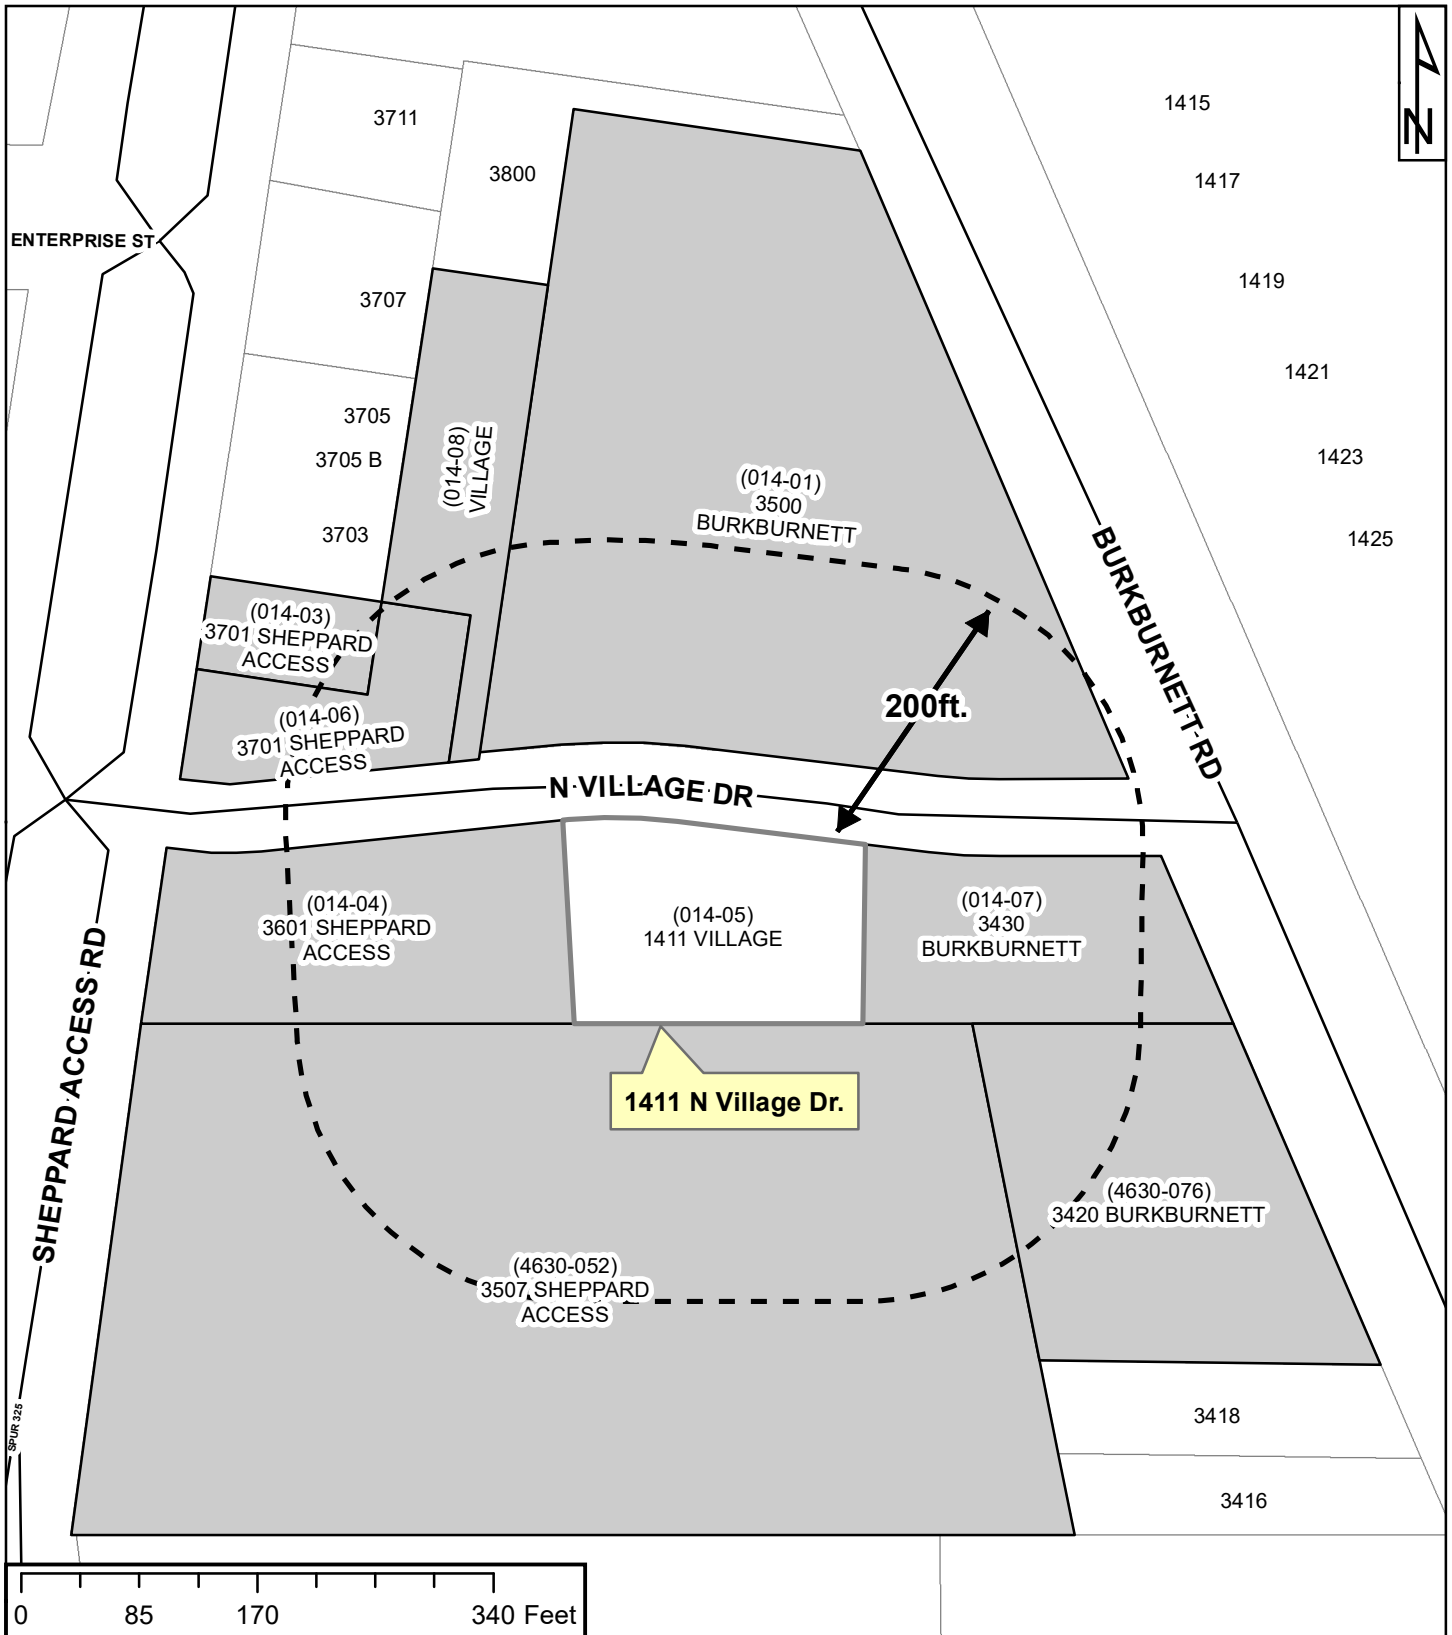 N
3711
3800
1415
1417
ENTERPRISE ST
3707
1419
1421
3705
3705 B
3703
(014-08)
VILLAGE
(014-01)
3500
BURKBURNETT
1423
1425
BURKBURNETT RD
(014-03)
3701 SHEPPARD
ACCESS
(014-06)
3701 SHEPPARD
ACCESS
200ft.
N VILLAGE DR
(014-04)
3601 SHEPPARD
ACCESS
(014-05)
1411 VILLAGE
(014-07)
3430
BURKBURNETT
SHEPPARD ACCESS RD
1411 N Village Dr.
(4630-076)
3420 BURKBURNETT
(4630-052)
3507 SHEPPARD
ACCESS
SPUR 325
3418
3416
0 85 170 340 Feet